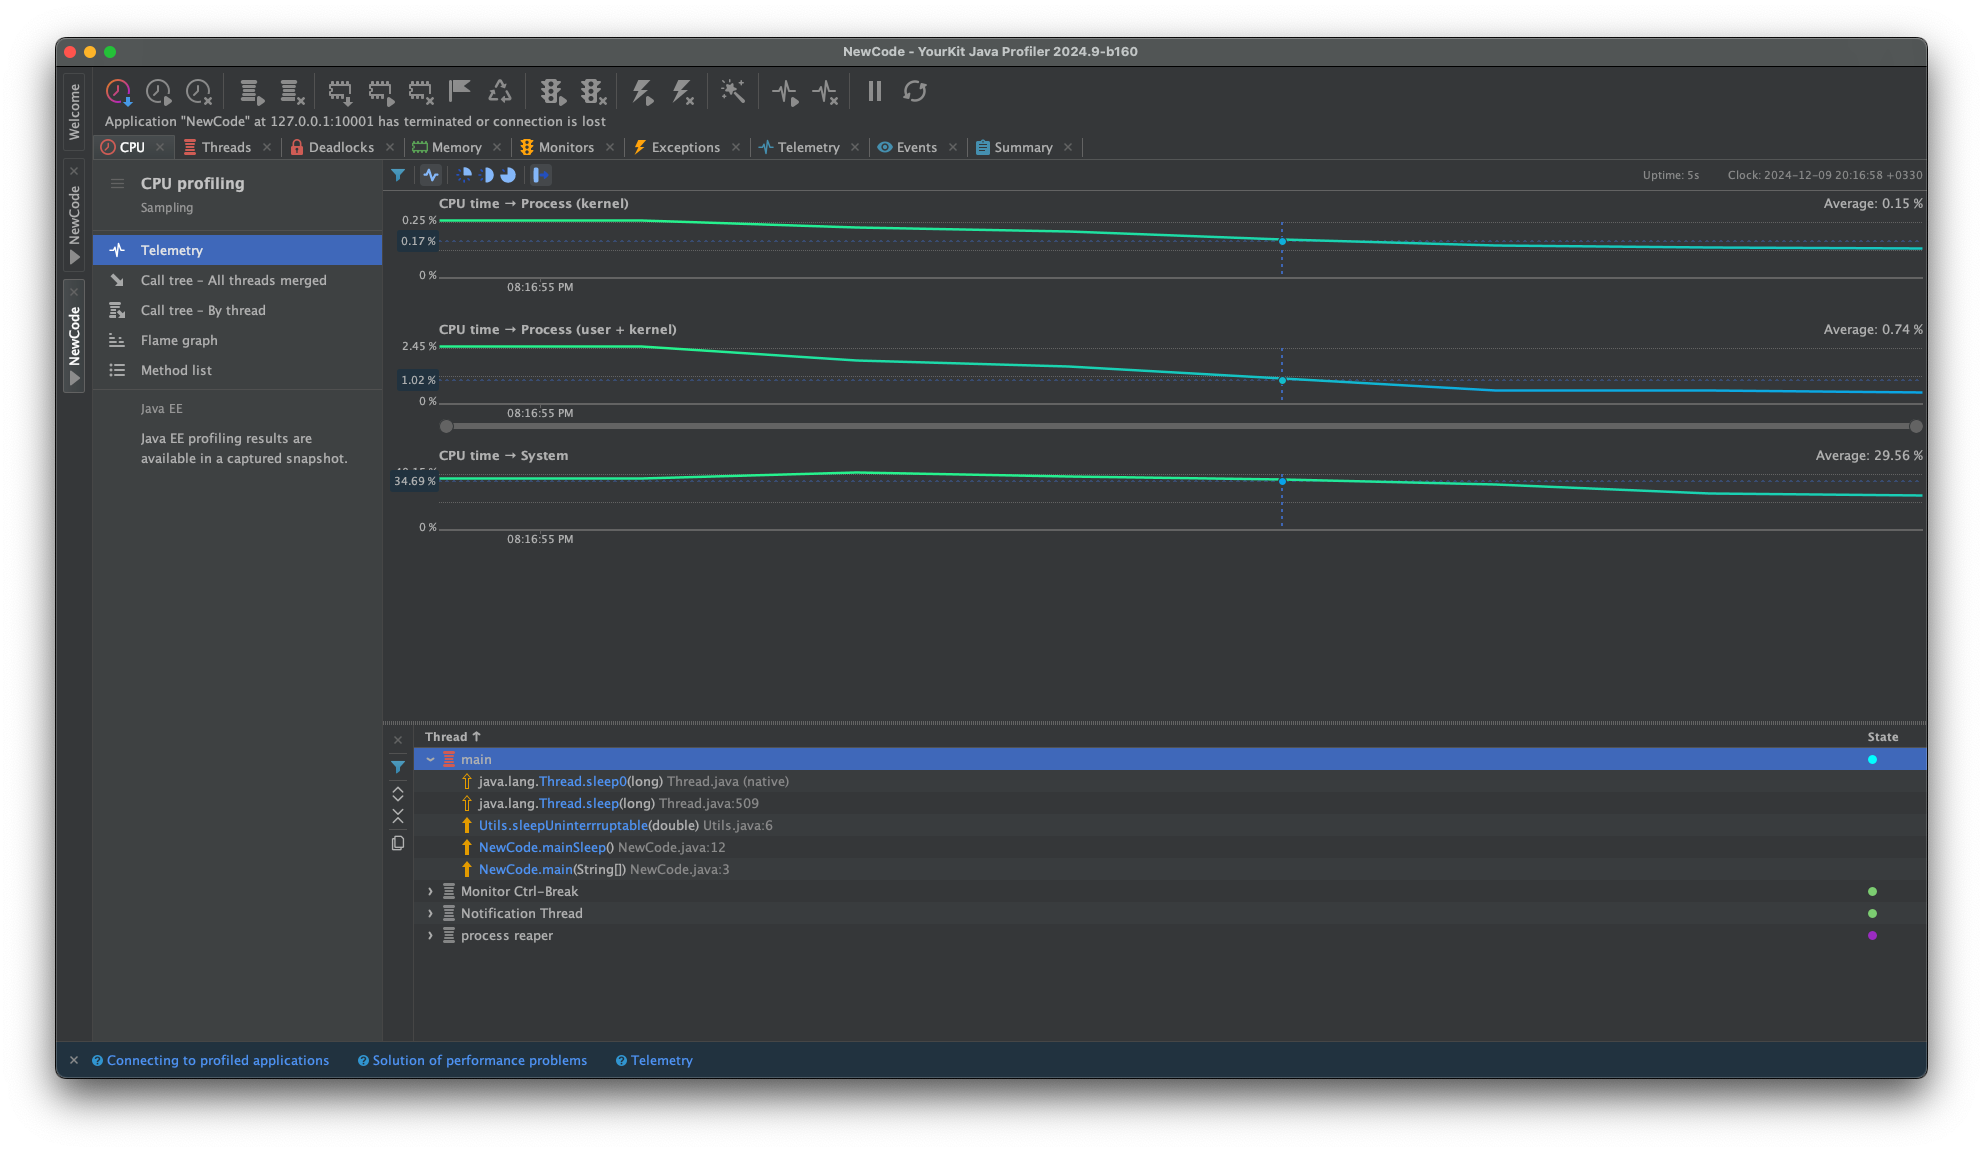 NewCode - YourKit Java Profiler 2024.9-b160
Welcome
NewCode
NewCode
Application "NewCode" at 127.0.0.1:10001 has terminated or connection is lost
CPU Threads Deadlocks Memory Monitors Exceptions Telemetry Events Summary
CPU profiling
Sampling
Telemetry
Call tree – All threads merged
Call tree – By thread
Flame graph
Method list
Java EE
Java EE profiling results are
available in a captured snapshot.
Uptime: 5s Clock: 2024-12-09 20:16:58 +0330
CPU time → Process (kernel) Average: 0.15 %
0.25 %
0.17 %
0 %
08:16:55 PM
CPU time → Process (user + kernel) Average: 0.74 %
2.45 %
1.02 %
0 %
08:16:55 PM
CPU time → System Average: 29.56 %
34.69 %
0 %
08:16:55 PM
Thread ↑ State
main
java.lang.Thread.sleep0(long) Thread.java (native)
java.lang.Thread.sleep(long) Thread.java:509
Utils.sleepUninterrruptable(double) Utils.java:6
NewCode.mainSleep() NewCode.java:12
NewCode.main(String[]) NewCode.java:3
Monitor Ctrl-Break
Notification Thread
process reaper
Connecting to profiled applications Solution of performance problems Telemetry